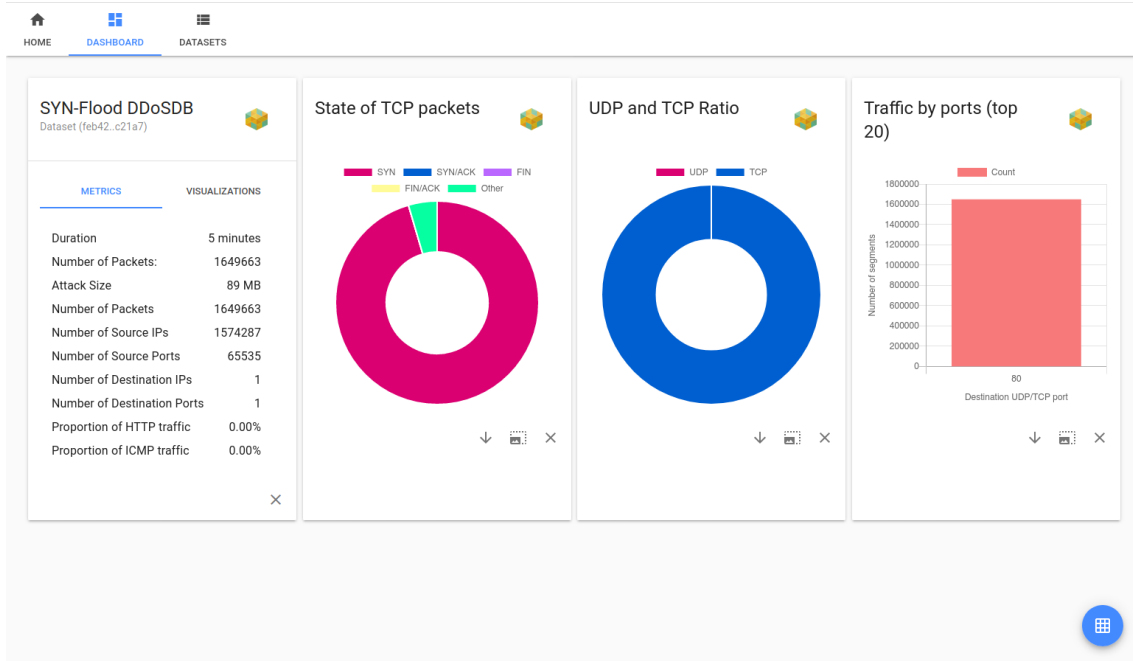 HOME
DASHBOARD
DATASETS
SYN-Flood DDoSDB
Dataset (feb42..c21a7)
METRICS
VISUALIZATIONS
Duration 5 minutes
Number of Packets: 1649663
Attack Size 89 MB
Number of Packets 1649663
Number of Source IPs 1574287
Number of Source Ports 65535
Number of Destination IPs 1
Number of Destination Ports 1
Proportion of HTTP traffic 0.00%
Proportion of ICMP traffic 0.00%
State of TCP packets
SYN SYN/ACK FIN
FIN/ACK Other
UDP and TCP Ratio
UDP TCP
Traffic by ports (top
20)
Count
1800000
1600000
1400000
1200000
1000000
800000
600000
400000
200000
0
Number of segments
80
Destination UDP/TCP port